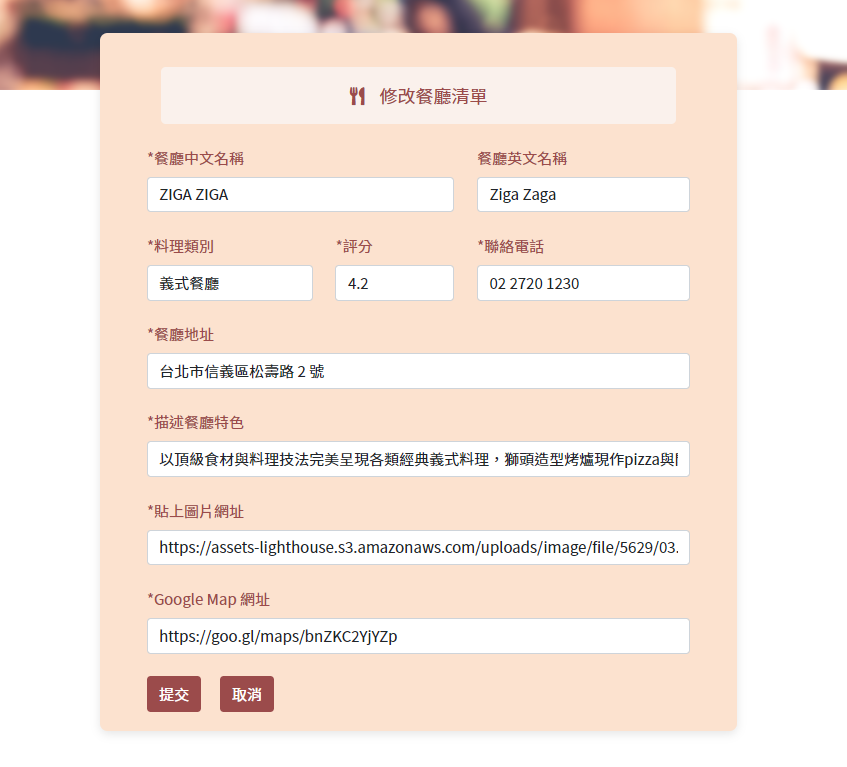 修改餐廳清單
*餐廳中文名稱 餐廳英文名稱
ZIGA ZIGA Ziga Zaga
*料理類別 *評分 *聯絡電話
義式餐廳 4.2 02 2720 1230
*餐廳地址
台北市信義區松壽路 2 號
*描述餐廳特色
以頂級食材與料理技法完美呈現各類經典義式料理，獅頭造型烤爐現作pizza與
*貼上圖片網址
https://assets-lighthouse.s3.amazonaws.com/uploads/image/file/5629/03.
*Google Map 網址
https://goo.gl/maps/bnZKC2YjYZp
提交 取消